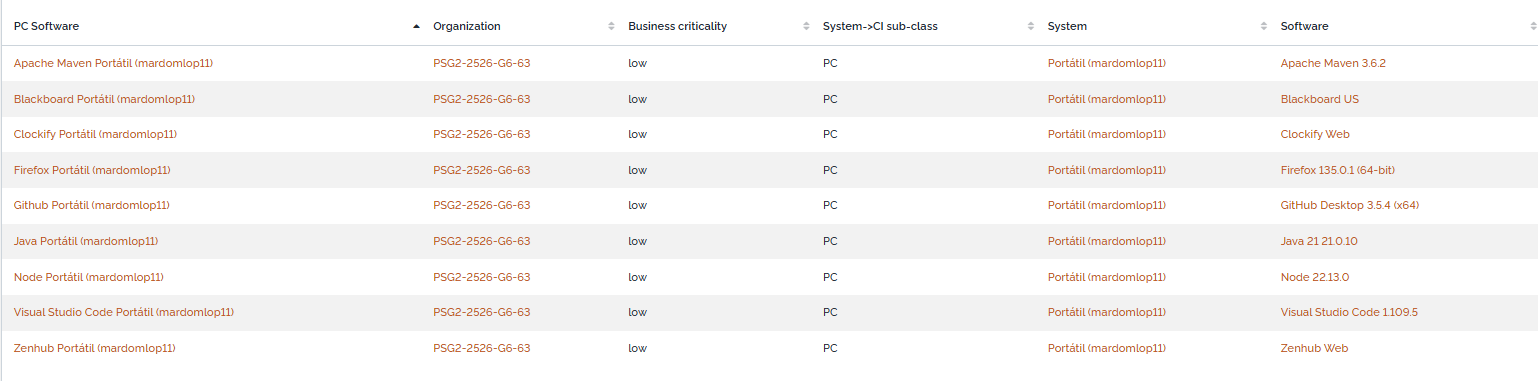 PC Software Organization Business criticality System->CI sub-class System Software
Apache Maven Portátil (mardomlop11) PSG2-2526-G6-63 low PC Portátil (mardomlop11) Apache Maven 3.6.2
Blackboard Portátil (mardomlop11) PSG2-2526-G6-63 low PC Portátil (mardomlop11) Blackboard US
Clockify Portátil (mardomlop11) PSG2-2526-G6-63 low PC Portátil (mardomlop11) Clockify Web
Firefox Portátil (mardomlop11) PSG2-2526-G6-63 low PC Portátil (mardomlop11) Firefox 135.0.1 (64-bit)
Github Portátil (mardomlop11) PSG2-2526-G6-63 low PC Portátil (mardomlop11) GitHub Desktop 3.5.4 (x64)
Java Portátil (mardomlop11) PSG2-2526-G6-63 low PC Portátil (mardomlop11) Java 21 21.0.10
Node Portátil (mardomlop11) PSG2-2526-G6-63 low PC Portátil (mardomlop11) Node 22.13.0
Visual Studio Code Portátil (mardomlop11) PSG2-2526-G6-63 low PC Portátil (mardomlop11) Visual Studio Code 1.109.5
Zenhub Portátil (mardomlop11) PSG2-2526-G6-63 low PC Portátil (mardomlop11) Zenhub Web